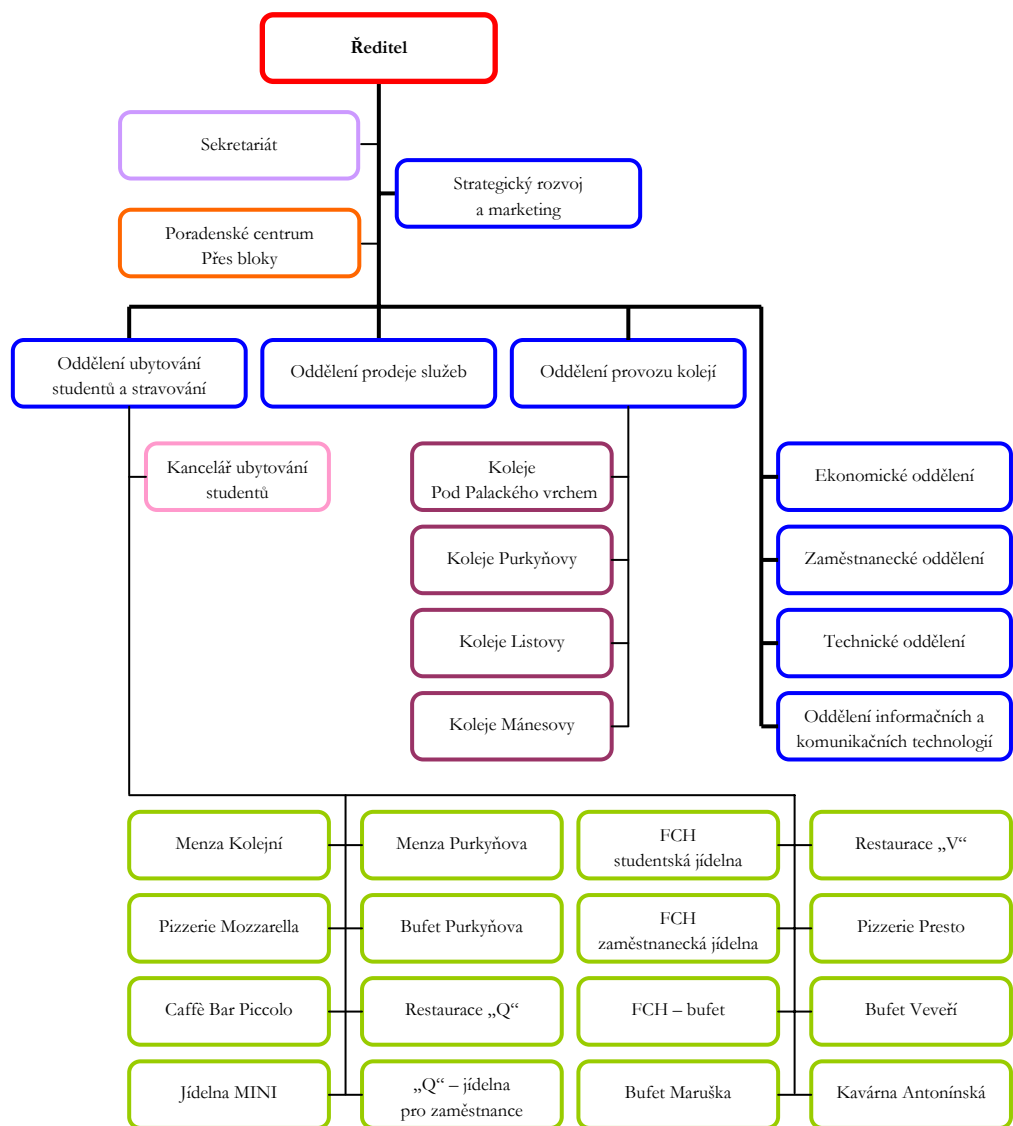 Ředitel
Sekretariát
Strategický rozvoj
a marketing
Poradenské centrum
Přes bloky
Oddělení ubytování
studentů a stravování
Oddělení prodeje služeb
Oddělení provozu kolejí
Kancelář ubytování
studentů
Koleje
Pod Palackého vrchem
Ekonomické oddělení
Koleje Purkyňovy
Zaměstnanecké oddělení
Koleje Listovy
Technické oddělení
Koleje Mánesovy
Oddělení informačních a
komunikačních technologií
Menza Kolejní
Menza Purkyňova
FCH
studentská jídelna
Restaurace „V“
Pizzerie Mozzarella
Bufet Purkyňova
FCH
zaměstnanecká jídelna
Pizzerie Presto
Caffè Bar Piccolo
Restaurace „Q“
FCH – bufet
Bufet Veveří
Jídelna MINI
„Q“ – jídelna
pro zaměstnance
Bufet Maruška
Kavárna Antonínská